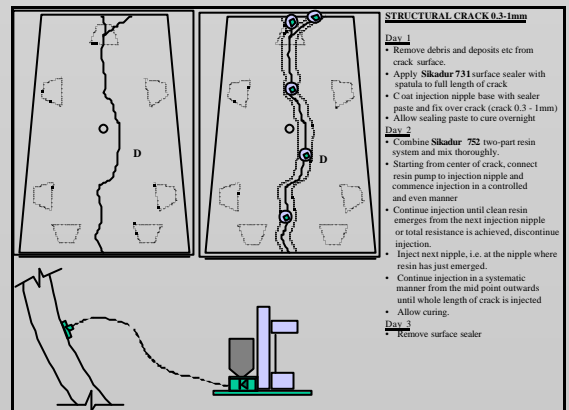 STRUCTURAL CRACK 0.3-1mm
Day 1
• Remove debris and deposits etc from
crack surface.
• Apply Sikadur 731 surface sealer with
spatula to full length of crack
• Coat injection nipple base with sealer
paste and fix over crack (crack 0.3 - 1mm)
• Allow sealing paste to cure overnight
Day 2
• Combine Sikadur 752 two-part resin
system and mix thoroughly.
• Starting from center of crack, connect
resin pump to injection nipple and
commence injection in a controlled
and even manner
• Continue injection until clean resin
emerges from the next injection nipple
or total resistance is achieved, discontinue
injection.
• Inject next nipple, i.e. at the nipple where
resin has just emerged.
• Continue injection in a systematic
manner from the mid point outwards
until whole length of crack is injected
• Allow curing.
Day 3
• Remove surface sealer
D
D